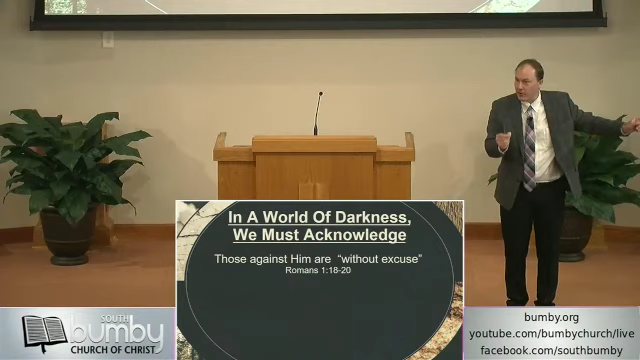 In A World Of Darkness,
We Must Acknowledge
Those against Him are "without excuse"
Romans 1:18-20
SOUTH
bumby
CHURCH OF CHRIST
bumby.org
youtube.com/bumbychurch/live
facebook.com/southbumby